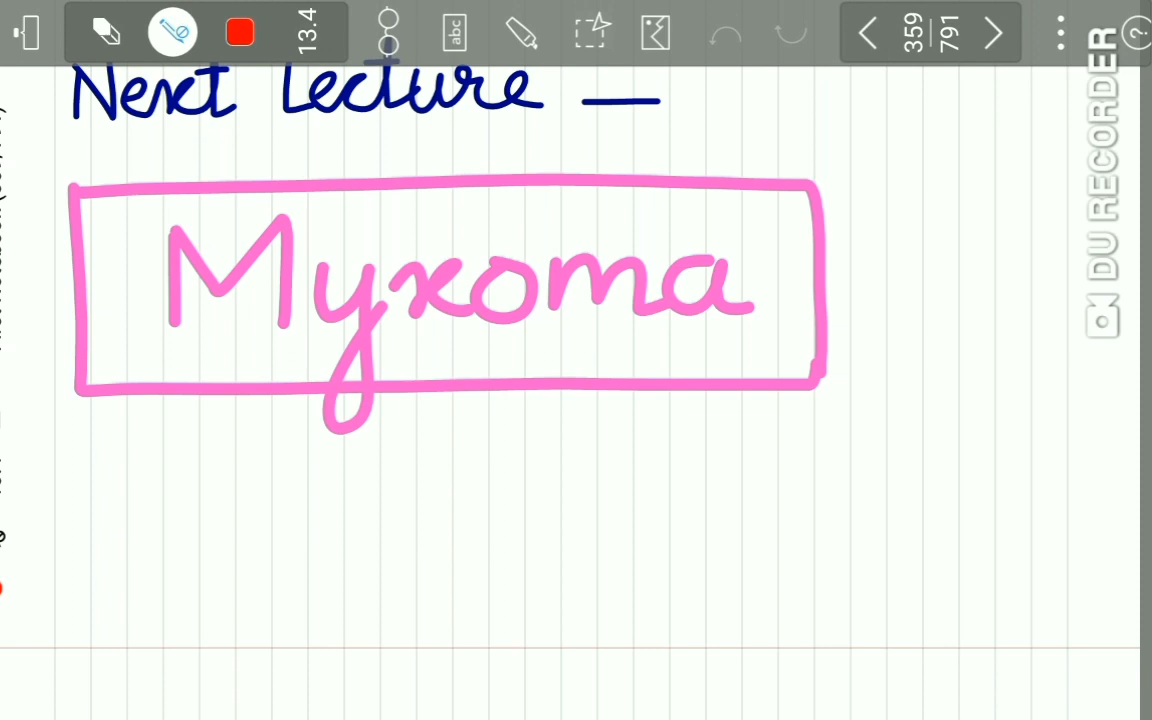 Next Lecture —
Myxoma
13.4
abc
359
791
?
DU RECORDER